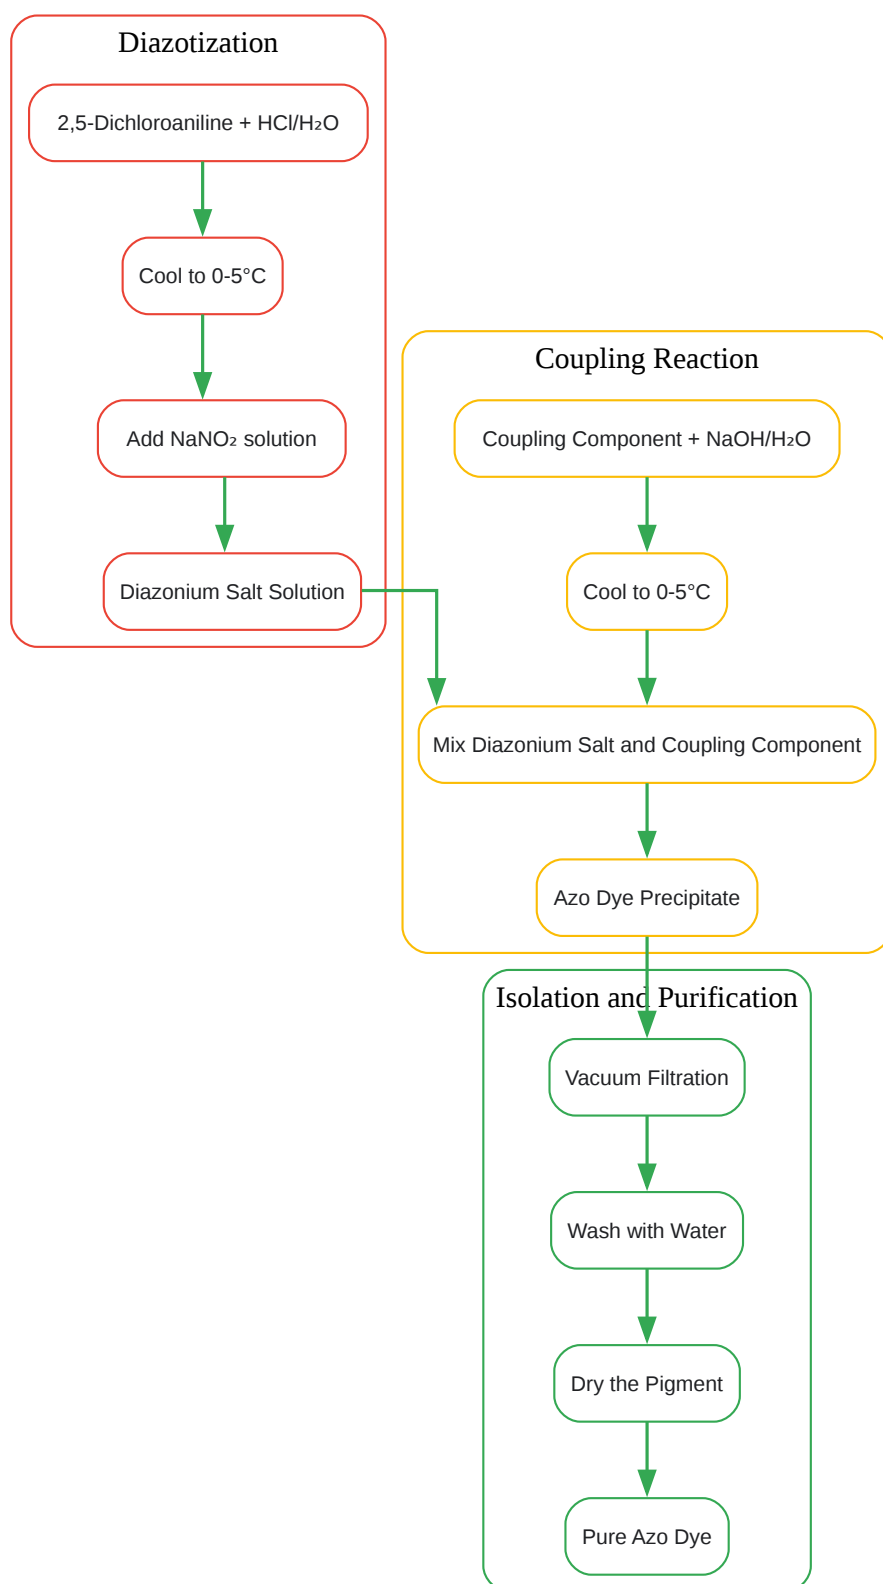 Diazotization
2,5-Dichloroaniline + HCl/H₂O
Cool to 0-5°C
Add NaNO₂ solution
Diazonium Salt Solution
Coupling Reaction
Coupling Component + NaOH/H₂O
Cool to 0-5°C
Mix Diazonium Salt and Coupling Component
Azo Dye Precipitate
Isolation and Purification
Vacuum Filtration
Wash with Water
Dry the Pigment
Pure Azo Dye